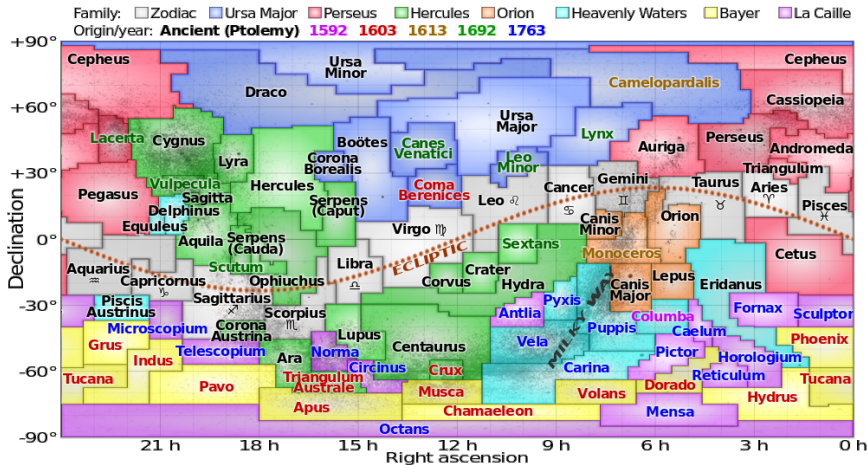 Family: Zodiac Ursa Major Perseus Hercules Orion Heavenly Waters Bayer La Caille
Origin/year: Ancient (Ptolemy) 1592 1603 1613 1692 1763
+90°
Cepheus
Ursa Minor
Cepheus
Draco
Camelopardalis
+60°
Cassiopeia
Ursa Major
Lacerta
Cygnus
Boötes
Canes Venatici
Lynx
Auriga
Perseus
Andromeda
Lyra
Corona Borealis
Leo Minor
Triangulum
+30°
Vulpecula
Hercules
Coma Berenices
Cancer ♋
Gemini ♊
Taurus ♉
Aries ♈
Pegasus
Sagitta
Delphinus
Serpens (Caput)
Leo ♌
Pisces ♓
Equuleus
Canis Minor
Orion
Virgo ♍
Declination
0°
Aquila
Serpens (Cauda)
Sextans
ECLIPTIC
Monoceros
Cetus
Aquarius ♒
Scutum
Libra ♎
Crater
Capricornus ♑
Ophiuchus
Corvus
Hydra
Canis Major
Lepus
Eridanus
-30°
Piscis Austrinus
Sagittarius ♐
Scorpius ♏
Antlia
Pyxis
MILKY WAY
Columba
Fornax
Sculptor
Microscopium
Corona Austrina
Lupus
Puppis
Caelum
Grus
Telescopium
Ara
Norma
Centaurus
Vela
Pictor
Horologium
Phoenix
Indus
Circinus
Crux
Carina
Reticulum
-60°
Tucana
Pavo
Triangulum Australe
Musca
Volans
Dorado
Hydrus
Tucana
Apus
Chamaeleon
Mensa
Octans
-90°
21 h 18 h 15 h 12 h 9 h 6 h 3 h 0 h
Right ascension